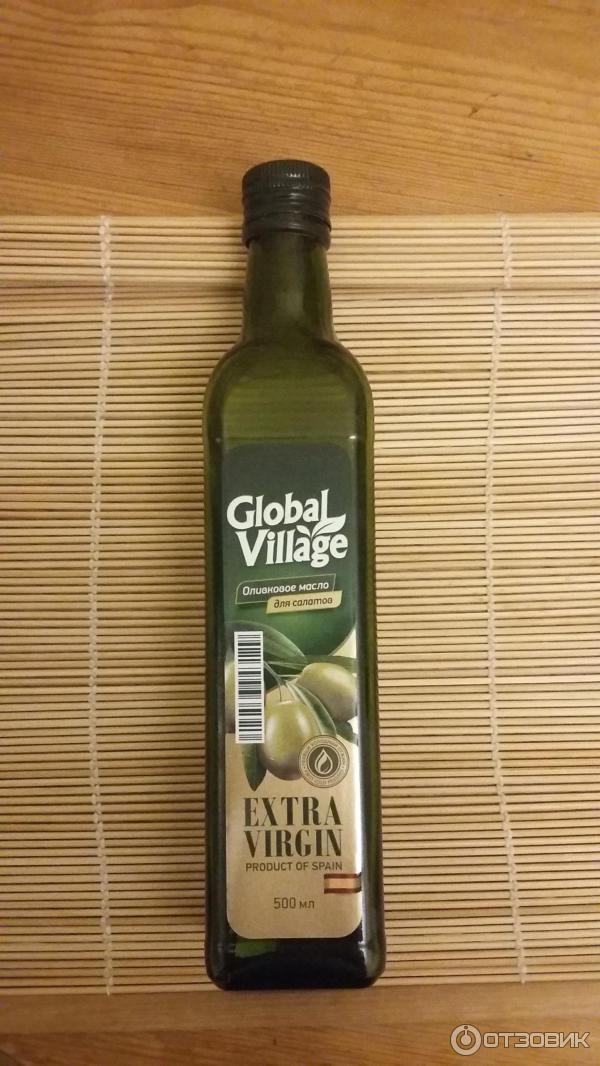 Global
Village
Оливковое масло
для салатов
EXTRA
VIRGIN
PRODUCT OF SPAIN
500 мл
ОТЗОВИК